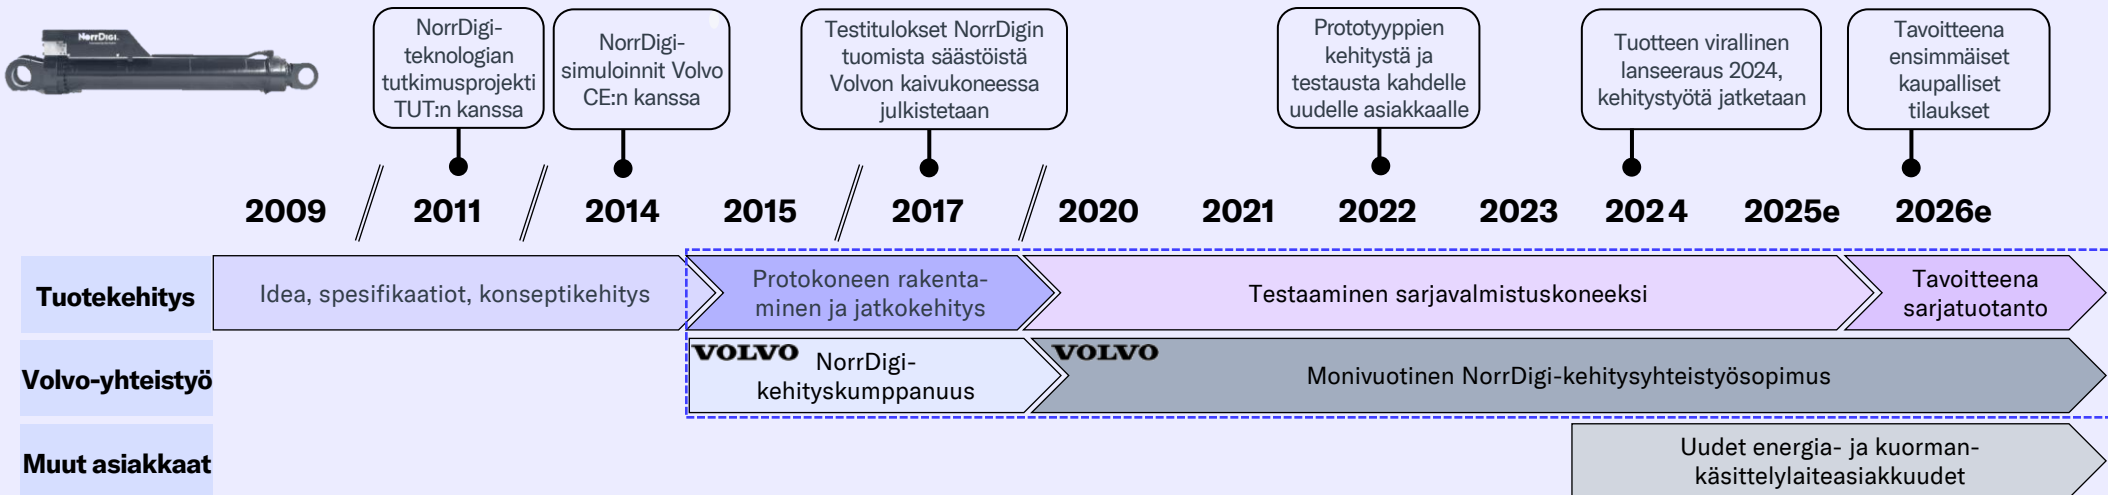 NorrDigi.
NorrDigi-
teknologian
tutkimusprojekti
TUT:n kanssa
NorrDigi-
simuloinnit Volvo
CE:n kanssa
Testitulokset NorrDigin
tuomista säästöistä
Volvon kaivukoneessa
julkistetaan
Prototyyppien
kehitystä ja
testausta kahdelle
uudelle asiakkaalle
Tuotteen virallinen
lanseeraus 2024,
kehitystyötä jatketaan
Tavoitteena
ensimmäiset
kaupalliset
tilaukset
2009 // 2011 // 2014 2015 // 2017 // 2020 2021 2022 2023 2024 2025e 2026e
Tuotekehitys
Idea, spesifikaatiot, konseptikehitys
Protokoneen rakenta-
minen ja jatkokehitys
Testaaminen sarjavalmistuskoneeksi
Tavoitteena
sarjatuotanto
Volvo-yhteistyö
VOLVO
NorrDigi-
kehityskumppanuus
VOLVO
Monivuotinen NorrDigi-kehitysyhteistyösopimus
Muut asiakkaat
Uudet energia- ja kuorman-
käsittelylaiteasiakkuudet